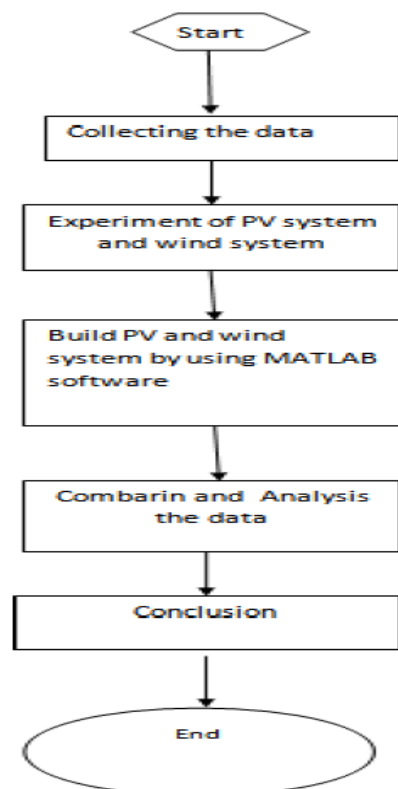 Start
Collecting the data
Experiment of PV system
and wind system
Build PV and wind
system by using MATLAB
software
Combarin and Analysis
the data
Conclusion
End